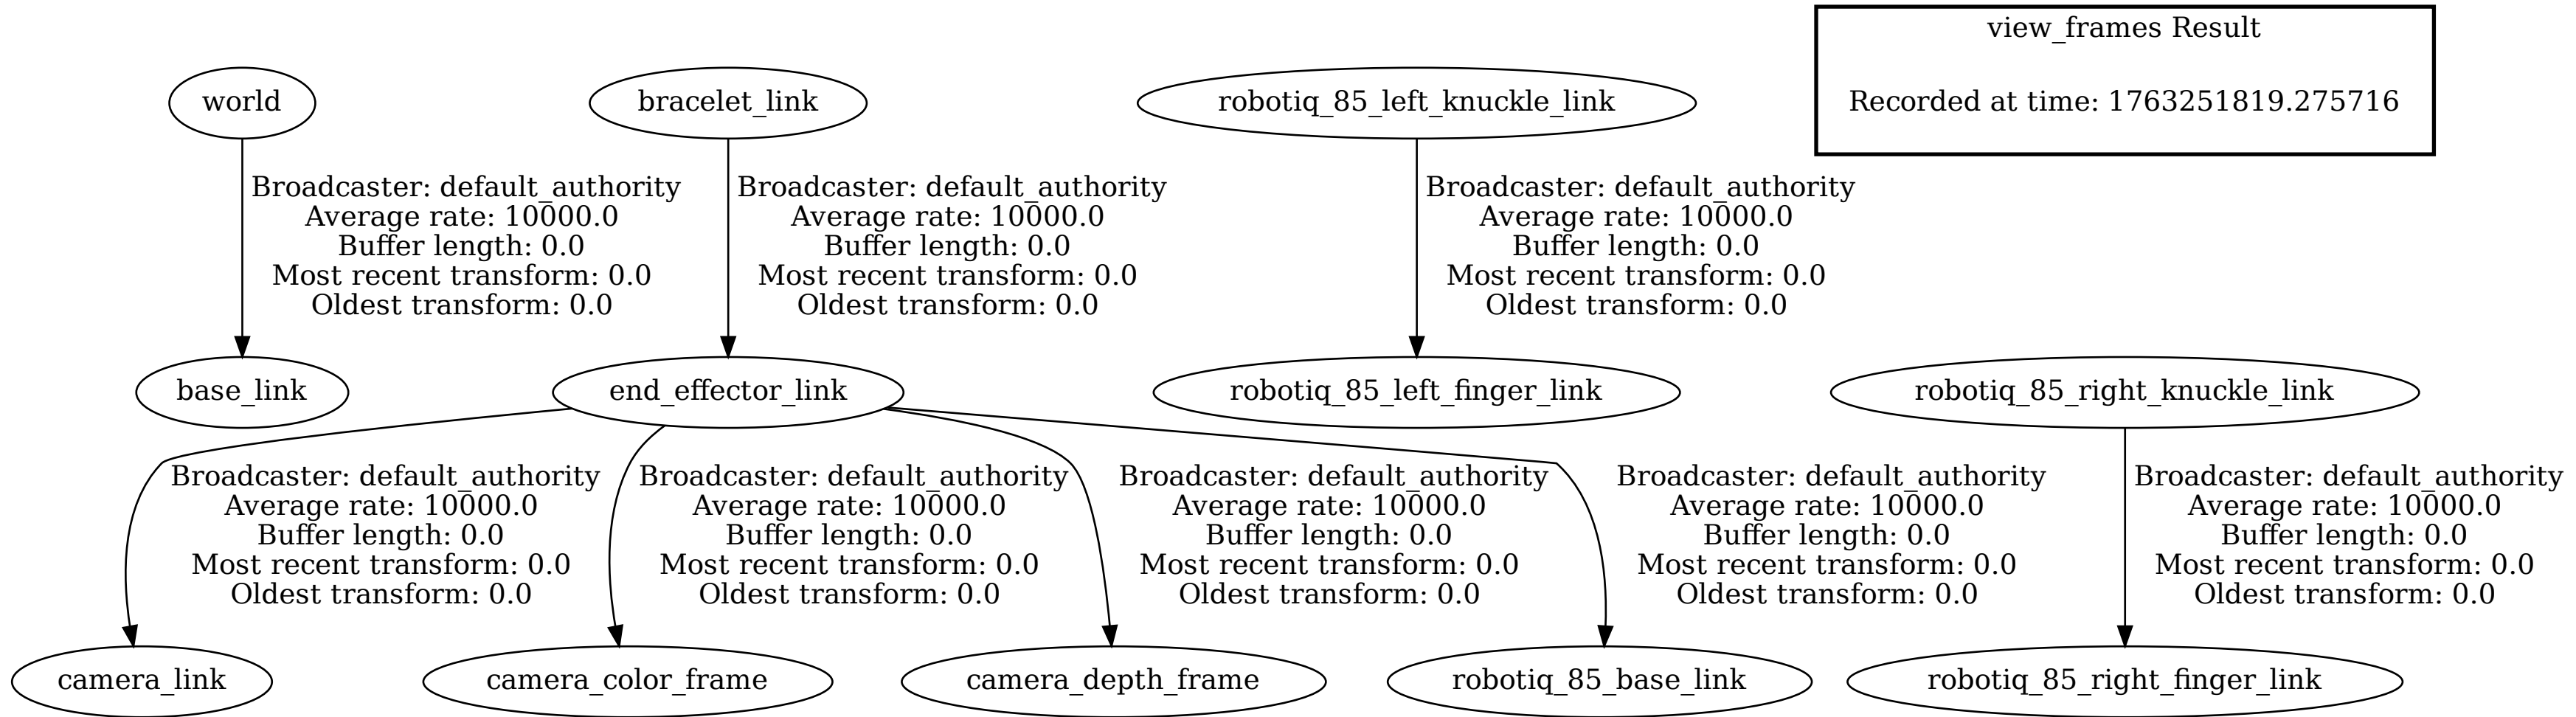 view_frames Result
Recorded at time: 1763251819.275716
world
bracelet_link
robotiq_85_left_knuckle_link
Broadcaster: default_authority
Average rate: 10000.0
Buffer length: 0.0
Most recent transform: 0.0
Oldest transform: 0.0
Broadcaster: default_authority
Average rate: 10000.0
Buffer length: 0.0
Most recent transform: 0.0
Oldest transform: 0.0
Broadcaster: default_authority
Average rate: 10000.0
Buffer length: 0.0
Most recent transform: 0.0
Oldest transform: 0.0
base_link
end_effector_link
robotiq_85_left_finger_link
robotiq_85_right_knuckle_link
Broadcaster: default_authority
Average rate: 10000.0
Buffer length: 0.0
Most recent transform: 0.0
Oldest transform: 0.0
Broadcaster: default_authority
Average rate: 10000.0
Buffer length: 0.0
Most recent transform: 0.0
Oldest transform: 0.0
Broadcaster: default_authority
Average rate: 10000.0
Buffer length: 0.0
Most recent transform: 0.0
Oldest transform: 0.0
Broadcaster: default_authority
Average rate: 10000.0
Buffer length: 0.0
Most recent transform: 0.0
Oldest transform: 0.0
Broadcaster: default_authority
Average rate: 10000.0
Buffer length: 0.0
Most recent transform: 0.0
Oldest transform: 0.0
camera_link
camera_color_frame
camera_depth_frame
robotiq_85_base_link
robotiq_85_right_finger_link